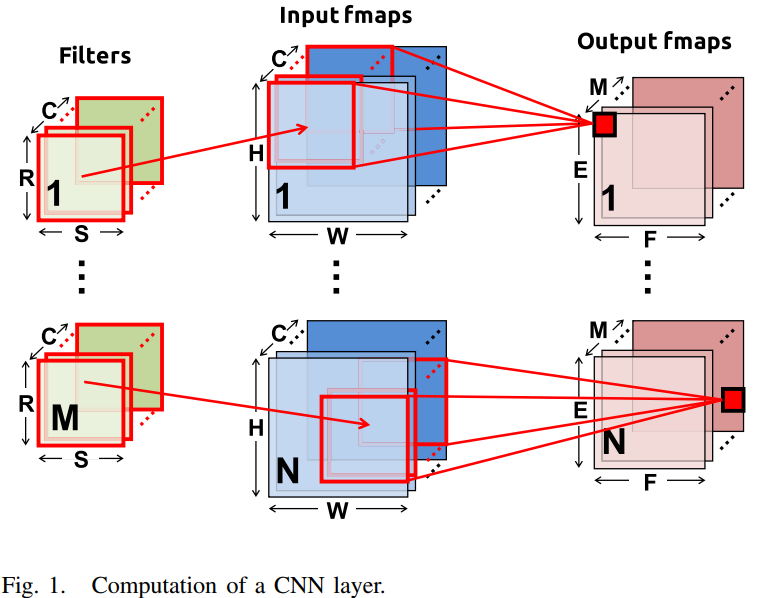 Filters
Input fmaps
Output fmaps
C
R
1
S
C
H
1
W
M
E
1
F
C
R
M
S
C
H
N
W
M
E
N
F
Fig. 1. Computation of a CNN layer.